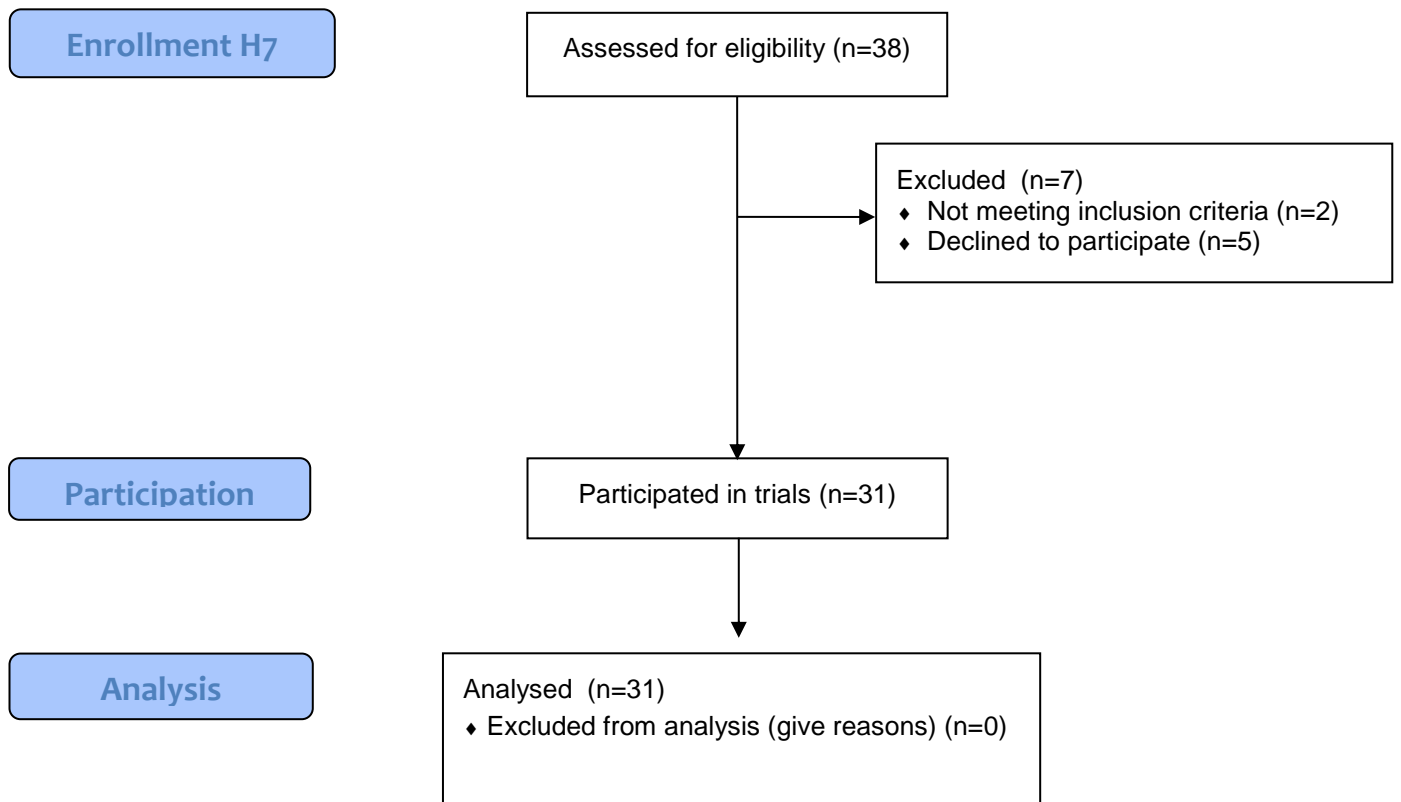 Enrollment H7
Assessed for eligibility (n=38)
Excluded (n=7)
♦ Not meeting inclusion criteria (n=2)
♦ Declined to participate (n=5)
Participation
Participated in trials (n=31)
Analysis
Analysed (n=31)
♦ Excluded from analysis (give reasons) (n=0)